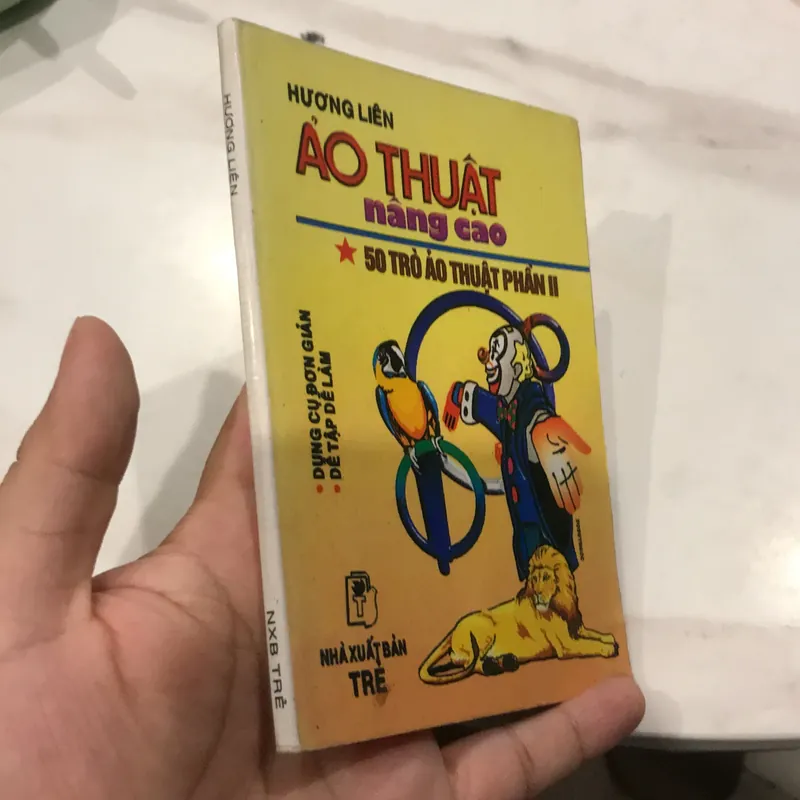 HƯƠNG LIÊN
ẢO THUẬT
nâng cao
50 TRÒ ẢO THUẬT PHẦN II
DỤNG CỤ ĐƠN GIẢN
DỄ TẬP DỄ LÀM
NHÀ XUẤT BẢN
TRẺ
HƯƠNG LIÊN
NXB TRẺ